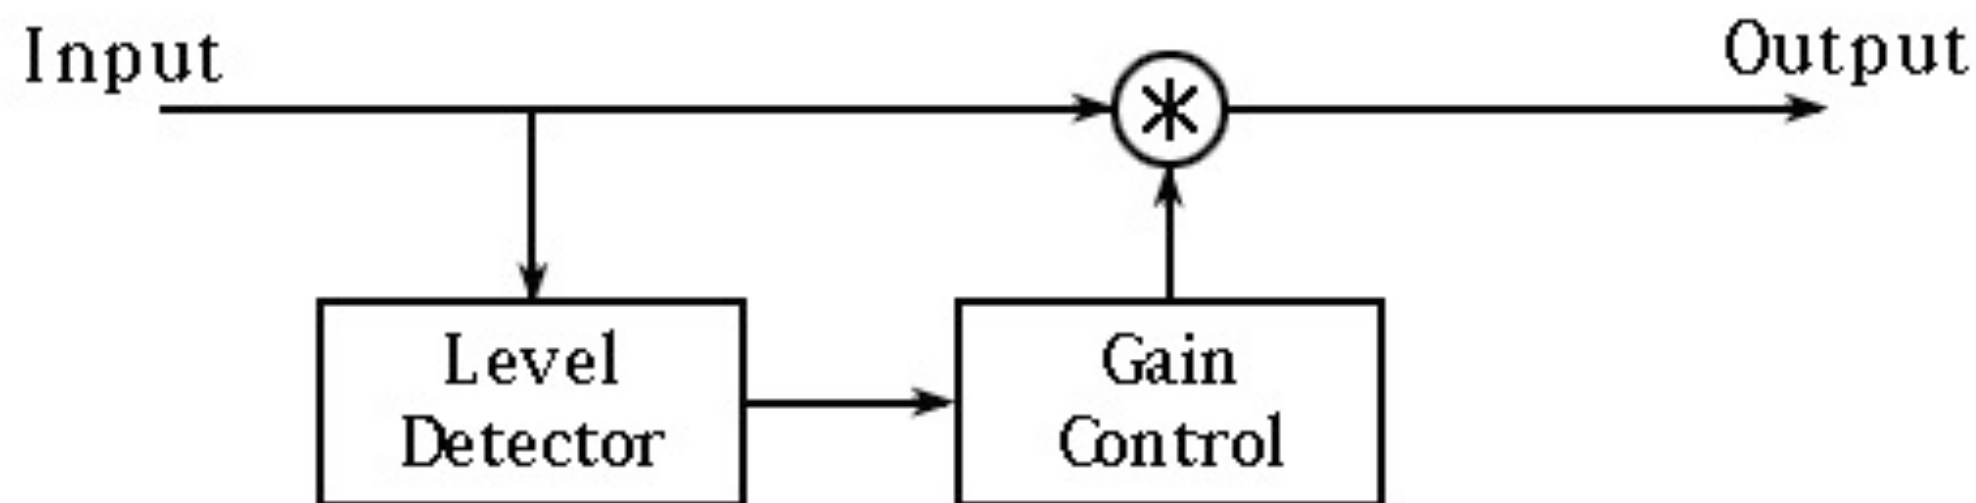 Input
Output
Level
Detector
Gain
Control